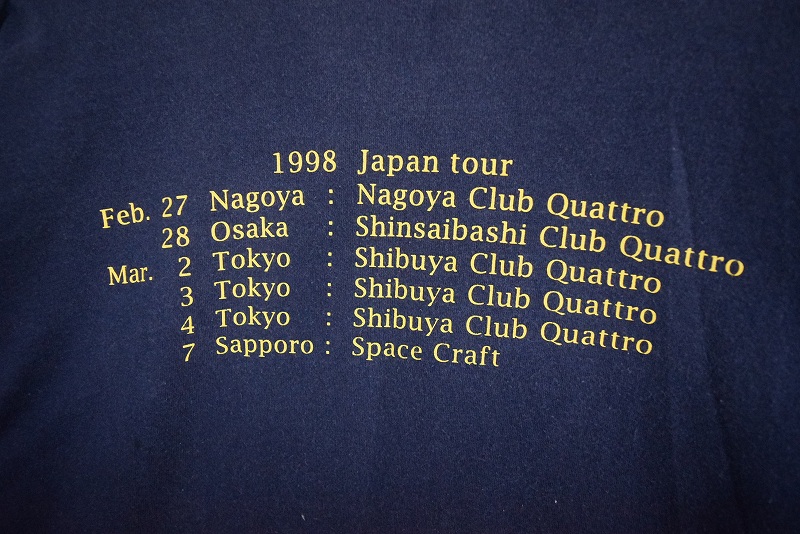 1998 Japan tour
Feb. 27 Nagoya : Nagoya Club Quattro
28 Osaka : Shinsaibashi Club Quattro
Mar. 2 Tokyo : Shibuya Club Quattro
3 Tokyo : Shibuya Club Quattro
4 Tokyo : Shibuya Club Quattro
7 Sapporo : Space Craft